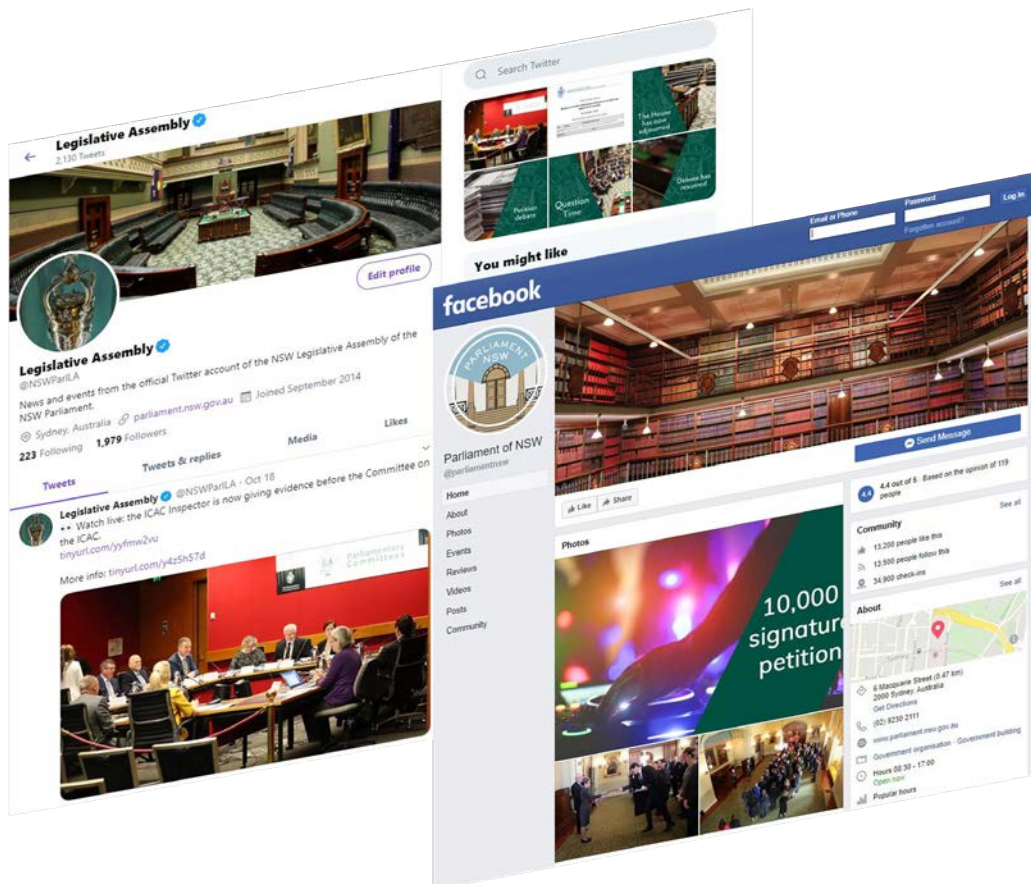 Legislative Assembly
2,130 Tweets
Edit profile
Legislative Assembly
@NSWParlLA
News and events from the official Twitter account of the NSW Legislative Assembly of the
NSW Parliament.
Sydney, Australia parliament.nsw.gov.au Joined September 2014
223 Following 1,979 Followers
Tweets Tweets & replies Media Likes
Legislative Assembly @NSWParlLA · Oct 18
Watch live: the ICAC Inspector is now giving evidence before the Committee on
the ICAC.
tinyurl.com/yyfmw2vu
More info: tinyurl.com/y4z5h57d
Parliamentary
Committees
Search Twitter
The House
has now
adjourned
Petition
debate
Question
Time
Debate has
resumed
You might like
facebook
Email or Phone
Password
Log In
Forgotten account?
PARLIAMENT
NSW
Parliament of NSW
@parliamentnsw
Home
About
Photos
Events
Reviews
Videos
Posts
Community
Like Share
Send Message
Photos
10,000
signature
petition
4.4
4.4 out of 5 · Based on the opinion of 119
people
Community
See all
13,200 people like this
13,500 people follow this
34,900 check-ins
About
See all
6 Macquarie Street (0.47 km)
2000 Sydney, Australia
Get Directions
(02) 9230 2111
www.parliament.nsw.gov.au
Government organisation · Government building
Hours 08:30 - 17:00
Open now
Popular hours